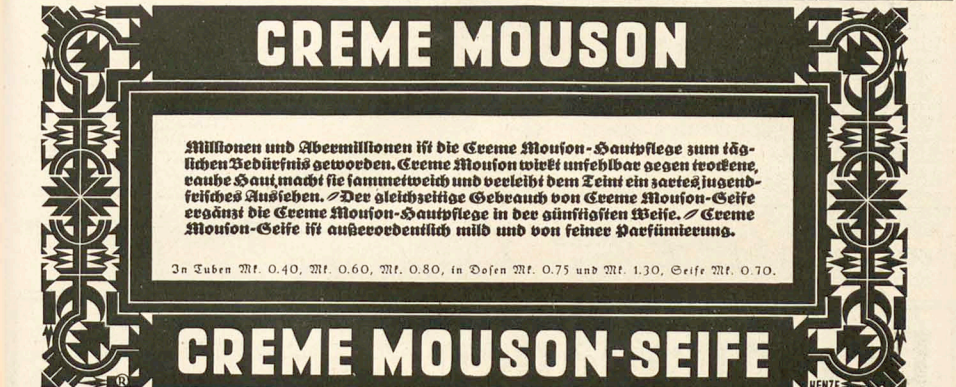 CREME MOUSON
Millionen und Abermillionen ist die Creme Mouson-Hautpflege zum täg-
lichen Bedürfnis geworden. Creme Mouson wirkt unfehlbar gegen trockene,
rauhe Haut, macht sie sammetweich und verleiht dem Teint ein zartes, jugend-
frisches Aussehen. Der gleichzeitige Gebrauch von Creme Mouson-Seife
ergänzt die Creme Mouson-Hautpflege in der günstigsten Weise. Creme
Mouson-Seife ist außerordentlich mild und von feiner Parfümierung.
In Tuben Mk. 0.40, Mk. 0.60, Mk. 0.80, in Dosen Mk. 0.75 und Mk. 1.30, Seife Mk. 0.70.
CREME MOUSON-SEIFE
HENZE